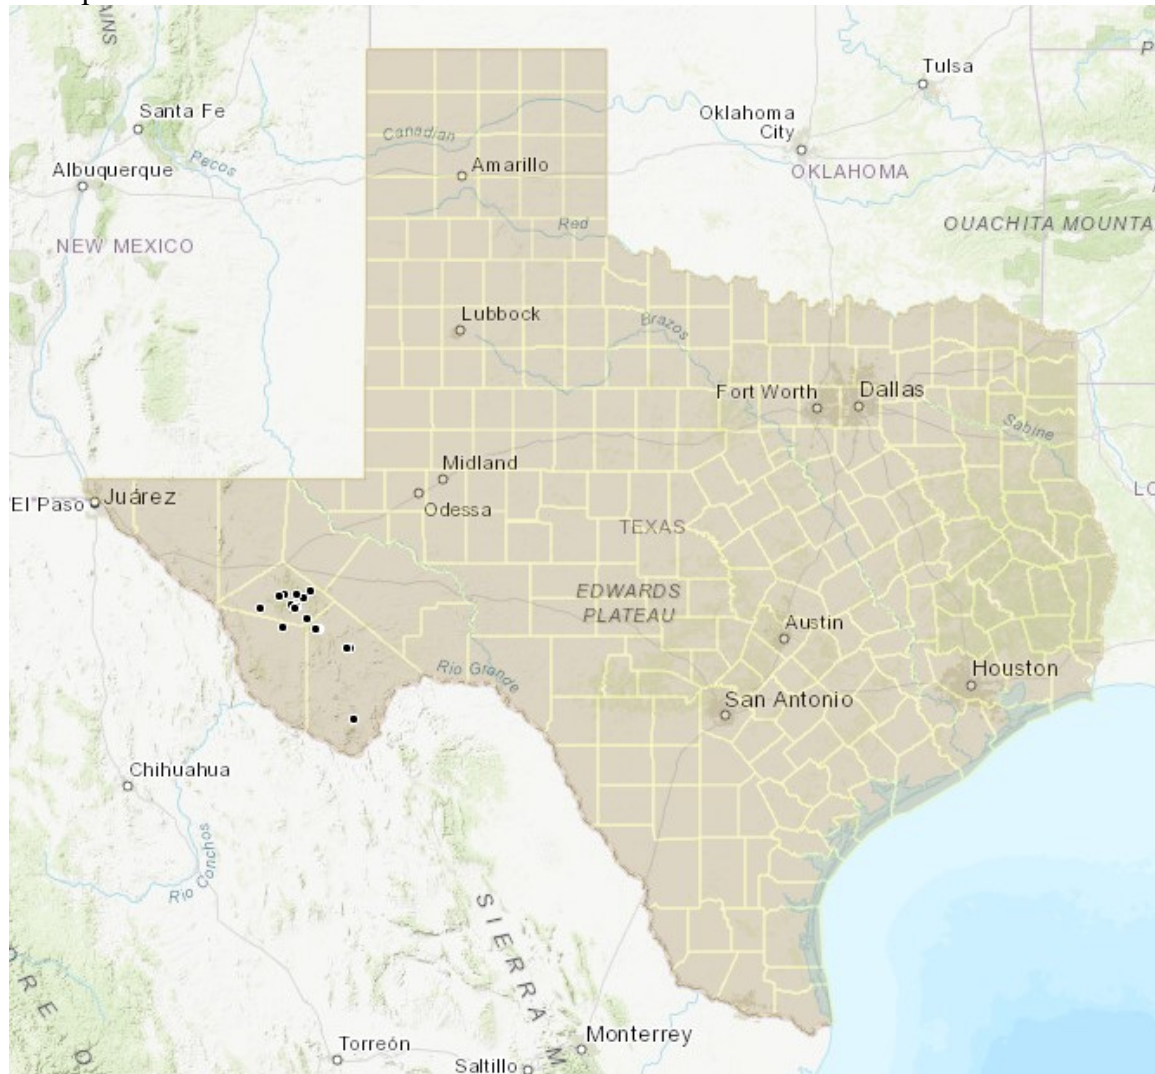 AINS
Tulsa
Santa Fe
Oklahoma
City
Canadian
Pecos
Amarillo
Albuquerque
OKLAHOMA
Red
OUACHITA MOUNTA
NEW MEXICO
Lubbock
Brazos
Fort Worth
Dallas
Sabine
Midland
El Paso
Juárez
Odessa
TEXAS
EDWARDS
PLATEAU
Austin
Rio Grande
Houston
San Antonio
Chihuahua
Rio Conchos
SIERRA M
DRE O
Monterrey
Torreón
Saltillo